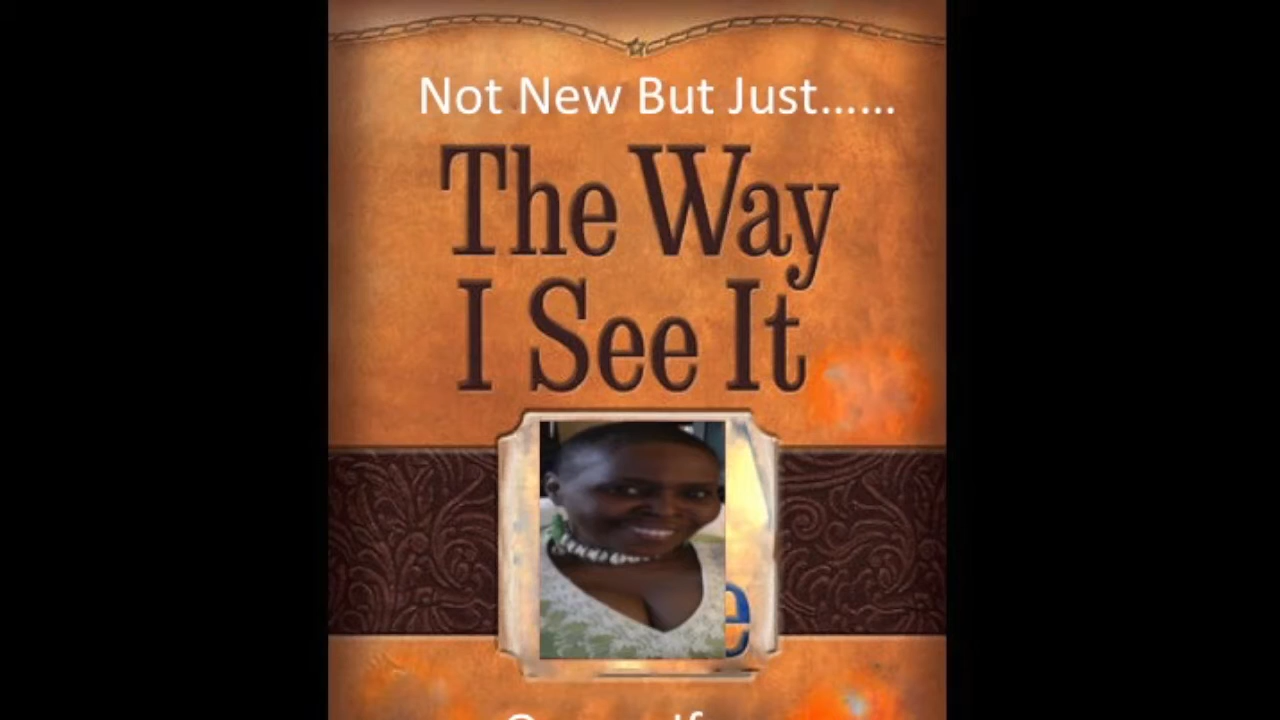 Not New But Just......
The Way
I See It
e